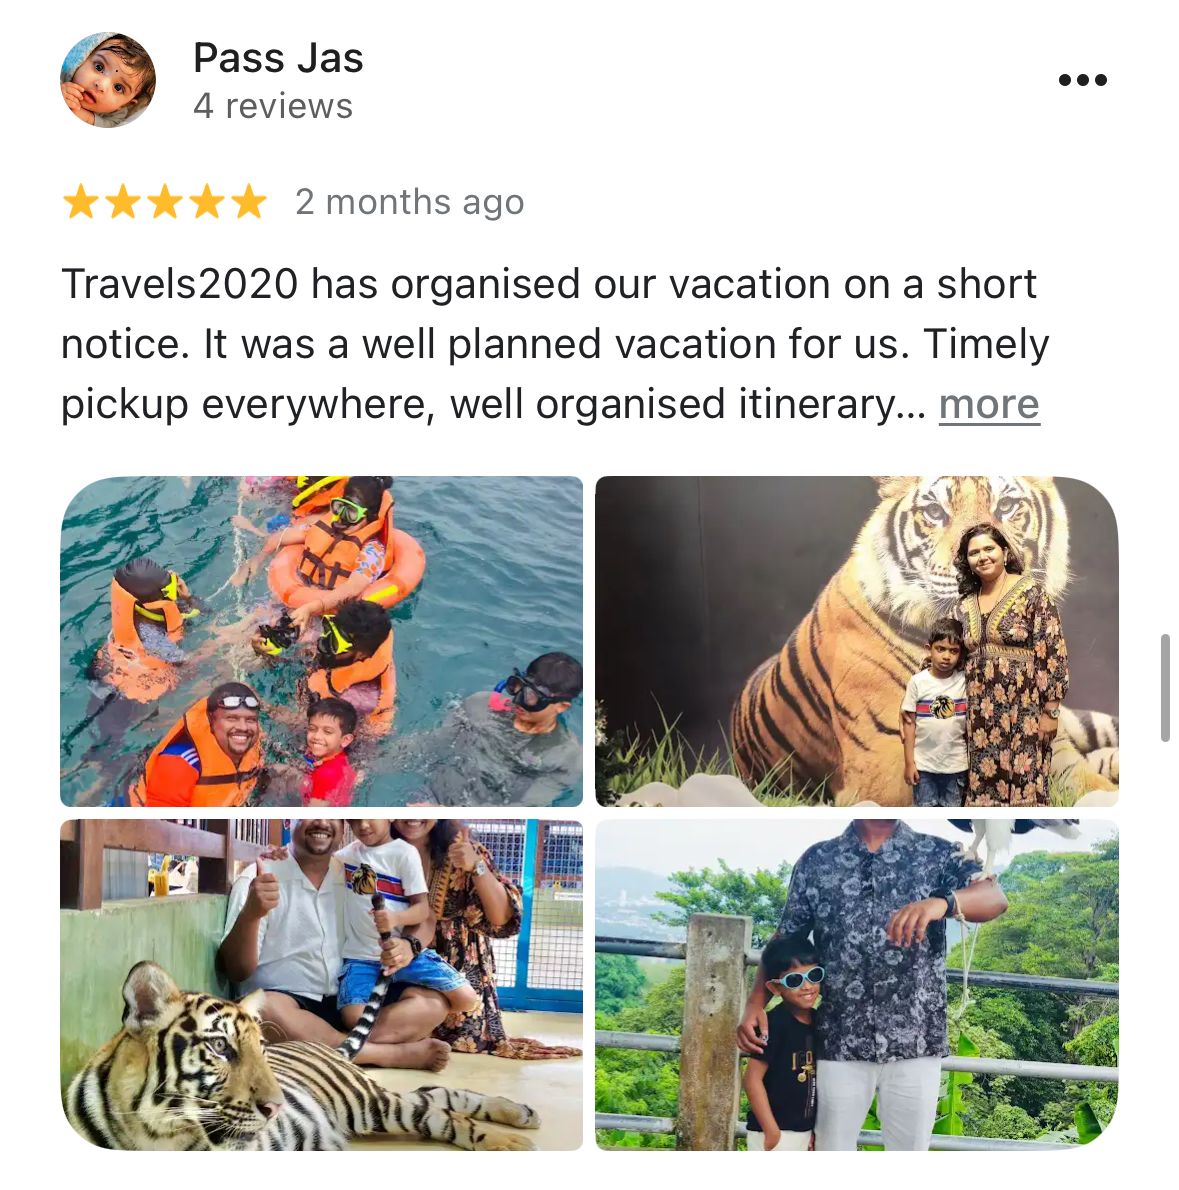 Pass Jas
4 reviews
2 months ago
Travels2020 has organised our vacation on a short
notice. It was a well planned vacation for us. Timely
pickup everywhere, well organised itinerary... more